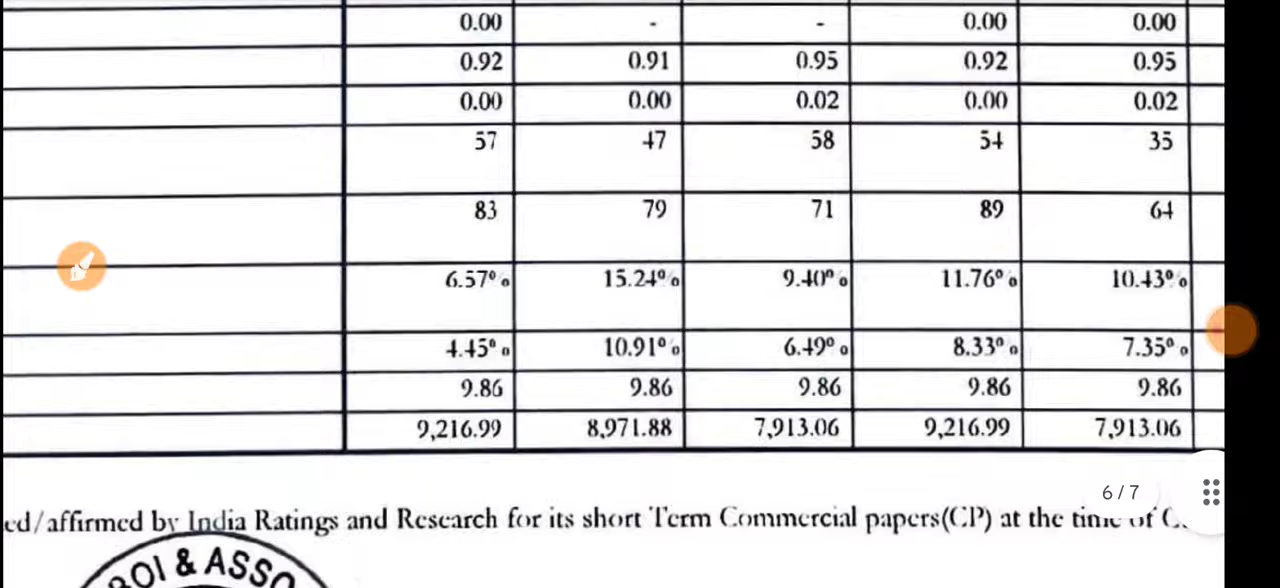 0.00 - - 0.00 0.00
0.92 0.91 0.95 0.92 0.95
0.00 0.00 0.02 0.00 0.02
57 47 58 54 35
83 79 71 89 64
6.57% 15.24% 9.40% 11.76% 10.43%
4.45% 10.91% 6.49% 8.33% 7.35%
9.86 9.86 9.86 9.86 9.86
9,216.99 8,971.88 7,913.06 9,216.99 7,913.06
6/7
ed/affirmed by India Ratings and Research for its short Term Commercial papers(CP) at the time of
OI & ASSO